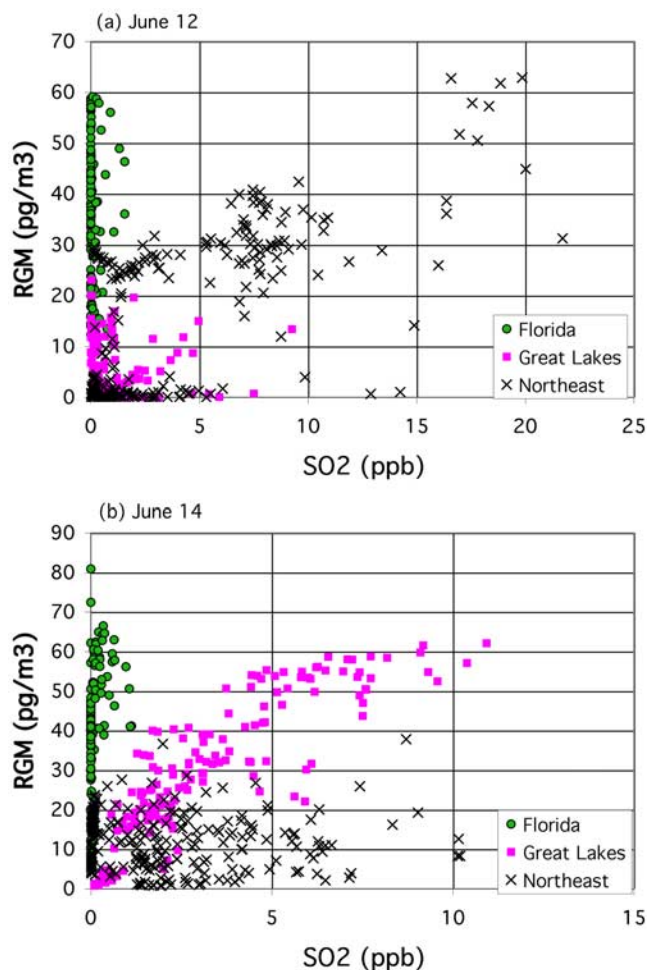 (a) June 12
70
60
50
40
30
20
10
0
RGM (pg/m3)
Florida
Great Lakes
Northeast
0 5 10 15 20 25
SO2 (ppb)
(b) June 14
90
80
70
60
50
40
30
20
10
0
RGM (pg/m3)
Florida
Great Lakes
Northeast
0 5 10 15
SO2 (ppb)